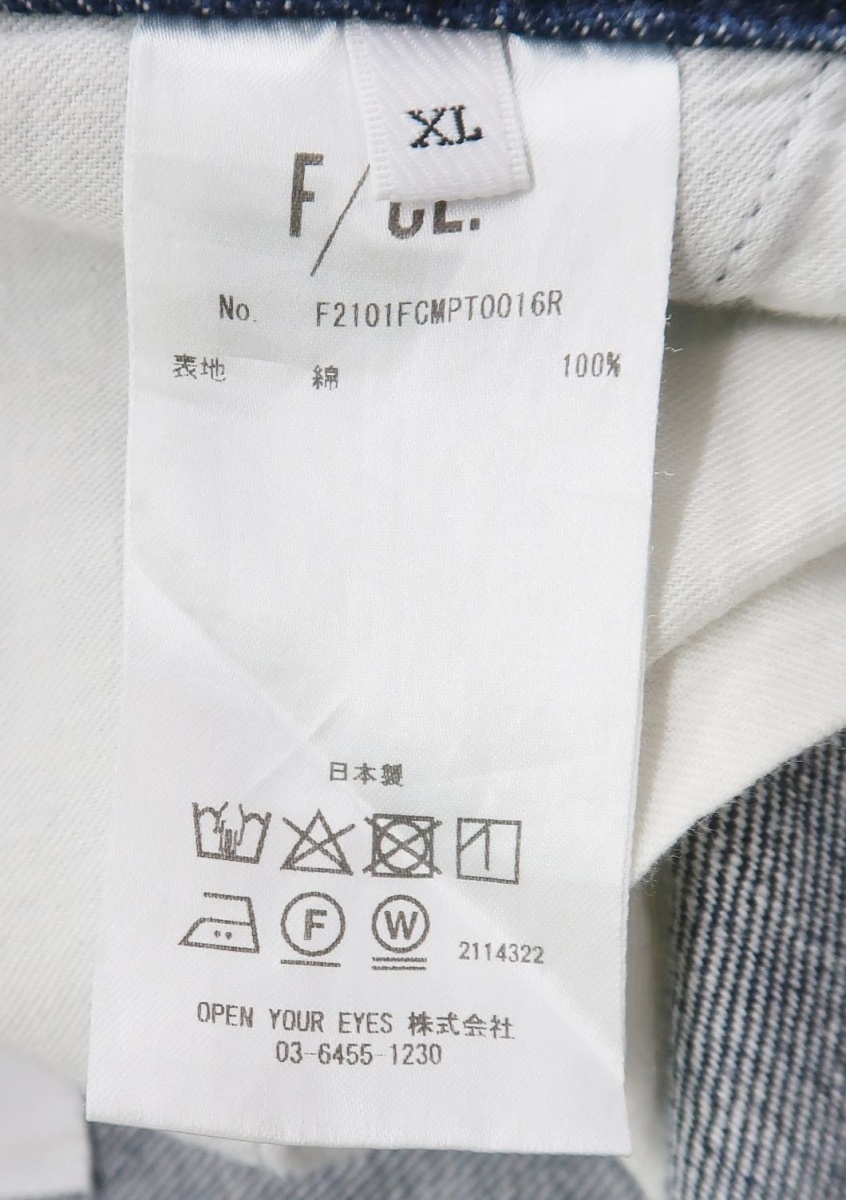 XL
F/CE.
No. F2101FCMPT0016R
表地 綿 100%
日本製
F W 2114322
OPEN YOUR EYES 株式会社
03-6455-1230